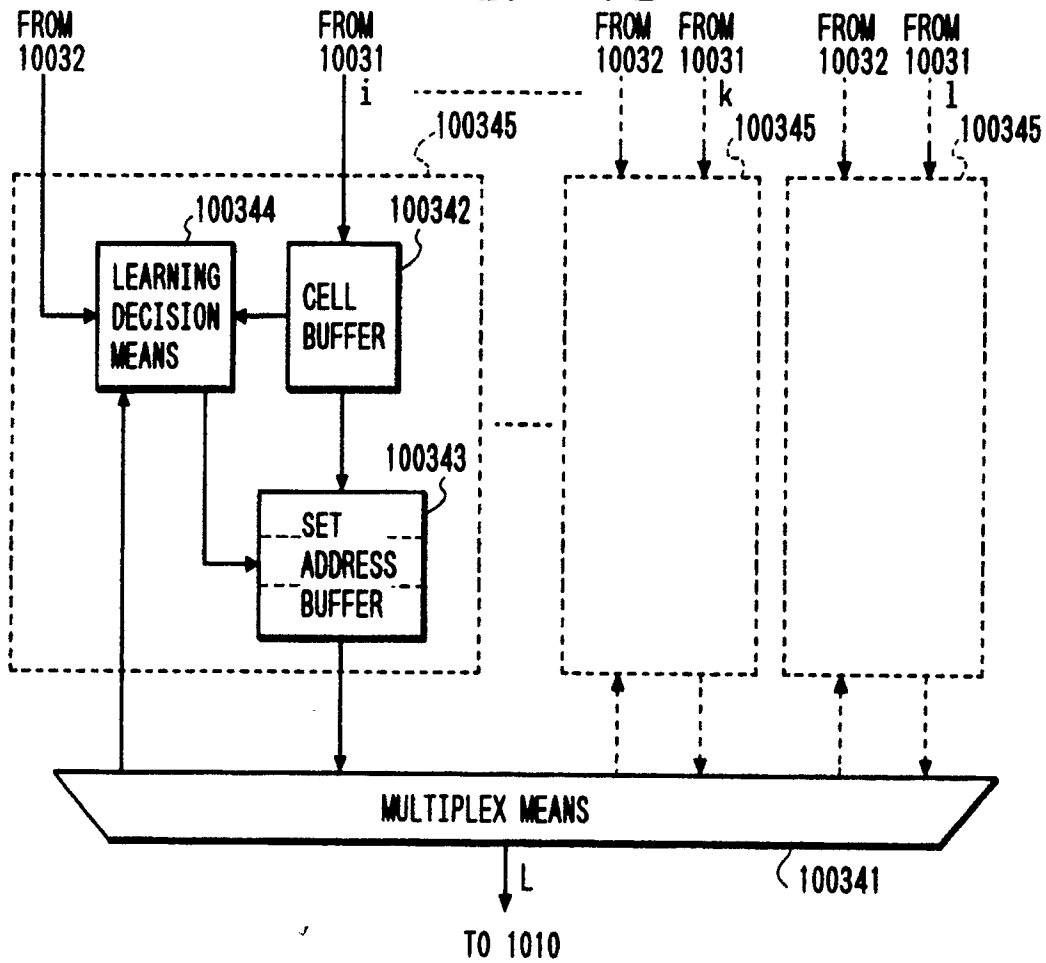 FROM
10032
FROM
10031
i
FROM
10032
FROM
10031
k
FROM
10032
FROM
10031
l
100345
100345
100345
100344
100342
LEARNING
DECISION
MEANS
CELL
BUFFER
100343
SET
ADDRESS
BUFFER
MULTIPLEX MEANS
100341
L
TO 1010